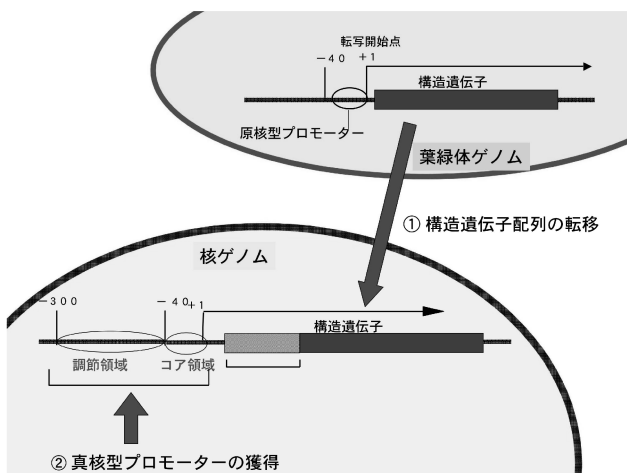 転写開始点
－40
+1
構造遺伝子
原核型プロモーター
葉緑体ゲノム
① 構造遺伝子配列の転移
核ゲノム
－300
－40
+1
構造遺伝子
調節領域
コア領域
② 真核型プロモーターの獲得